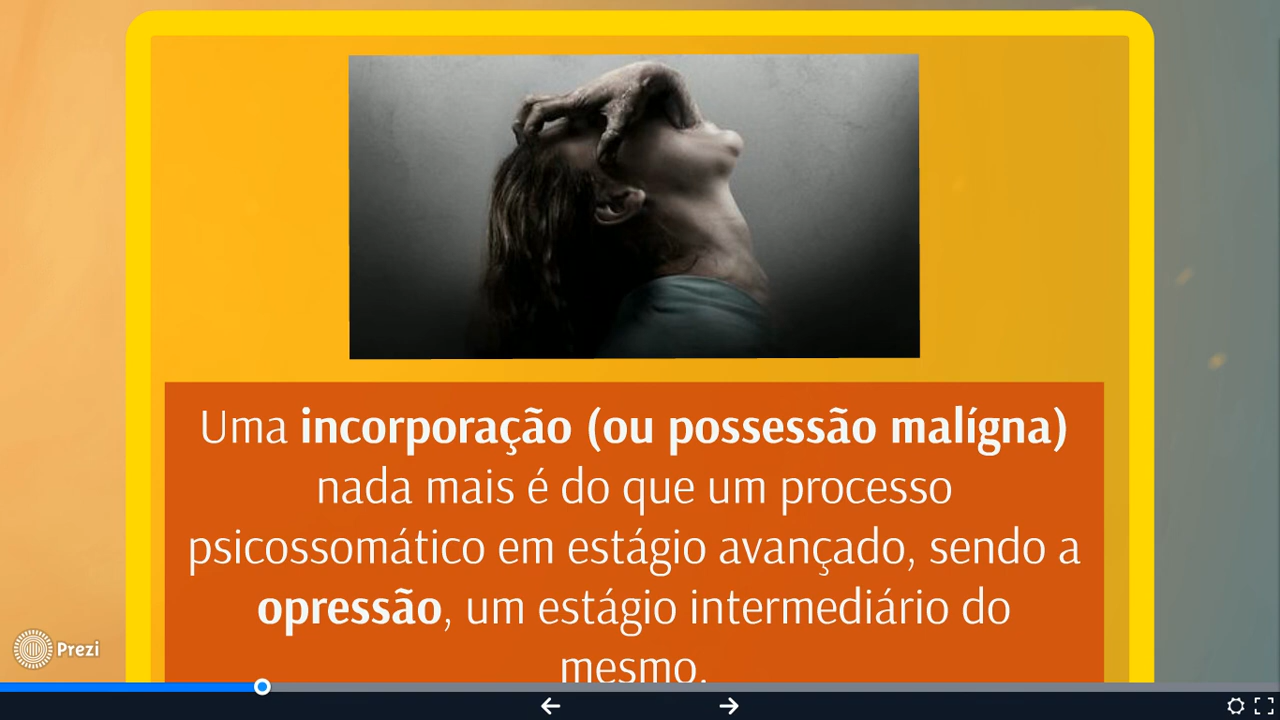 Uma incorporação (ou possessão malígna)
nada mais é do que um processo
psicossomático em estágio avançado, sendo a
opressão, um estágio intermediário do
mesmo.
Prezi